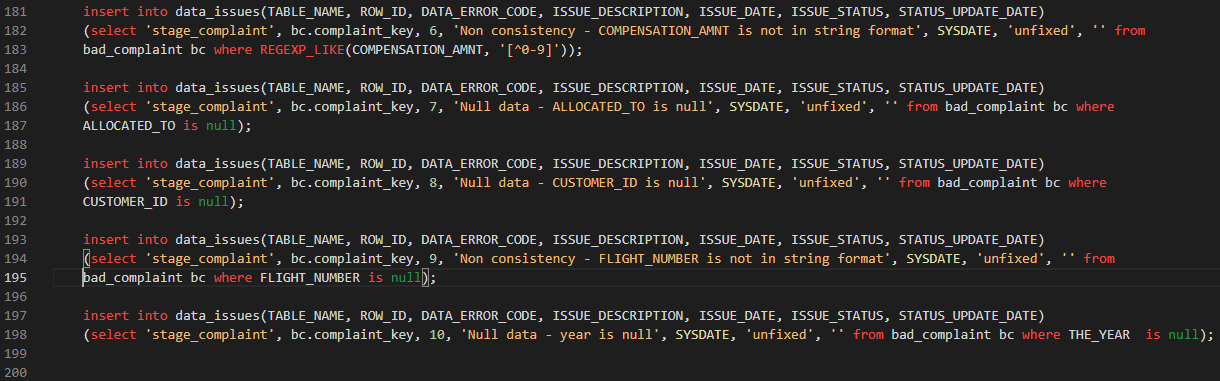 181 insert into data_issues(TABLE_NAME, ROW_ID, DATA_ERROR_CODE, ISSUE_DESCRIPTION, ISSUE_DATE, ISSUE_STATUS, STATUS_UPDATE_DATE)
182 (select 'stage_complaint', bc.complaint_key, 6, 'Non consistency - COMPENSATION_AMNT is not in string format', SYSDATE, 'unfixed', '' from
183 bad_complaint bc where REGEXP_LIKE(COMPENSATION_AMNT, '[^0-9]'));
184
185 insert into data_issues(TABLE_NAME, ROW_ID, DATA_ERROR_CODE, ISSUE_DESCRIPTION, ISSUE_DATE, ISSUE_STATUS, STATUS_UPDATE_DATE)
186 (select 'stage_complaint', bc.complaint_key, 7, 'Null data - ALLOCATED_TO is null', SYSDATE, 'unfixed', '' from bad_complaint bc where
187 ALLOCATED_TO is null);
188
189 insert into data_issues(TABLE_NAME, ROW_ID, DATA_ERROR_CODE, ISSUE_DESCRIPTION, ISSUE_DATE, ISSUE_STATUS, STATUS_UPDATE_DATE)
190 (select 'stage_complaint', bc.complaint_key, 8, 'Null data - CUSTOMER_ID is null', SYSDATE, 'unfixed', '' from bad_complaint bc where
191 CUSTOMER_ID is null);
192
193 insert into data_issues(TABLE_NAME, ROW_ID, DATA_ERROR_CODE, ISSUE_DESCRIPTION, ISSUE_DATE, ISSUE_STATUS, STATUS_UPDATE_DATE)
194 (select 'stage_complaint', bc.complaint_key, 9, 'Non consistency - FLIGHT_NUMBER is not in string format', SYSDATE, 'unfixed', '' from
195 bad_complaint bc where FLIGHT_NUMBER is null);
196
197 insert into data_issues(TABLE_NAME, ROW_ID, DATA_ERROR_CODE, ISSUE_DESCRIPTION, ISSUE_DATE, ISSUE_STATUS, STATUS_UPDATE_DATE)
198 (select 'stage_complaint', bc.complaint_key, 10, 'Null data - year is null', SYSDATE, 'unfixed', '' from bad_complaint bc where THE_YEAR  is null);
199
200